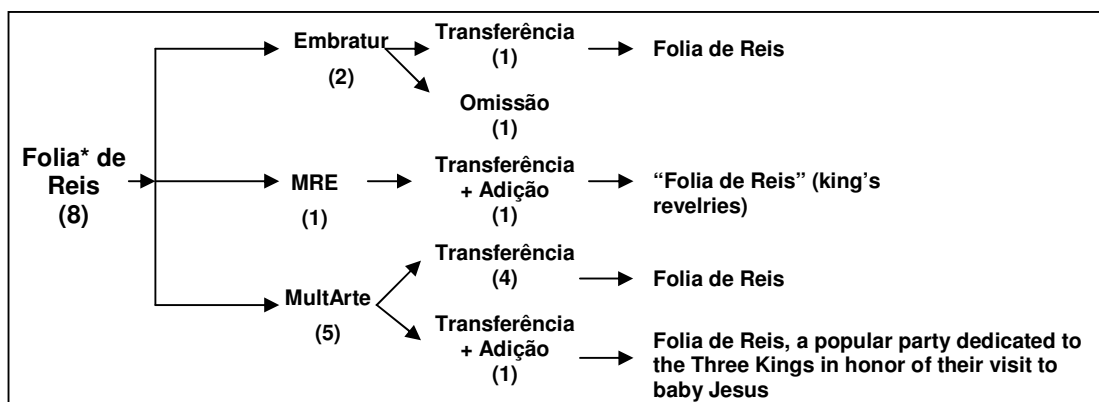 Folia* de
Reis
(8)
Embratur
(2)
Transferência
(1)
Folia de Reis
Omissão
(1)
MRE
(1)
Transferência
+ Adição
(1)
“Folia de Reis” (king’s
revelries)
MultArte
(5)
Transferência
(4)
Folia de Reis
Transferência
+ Adição
(1)
Folia de Reis, a popular party dedicated to
the Three Kings in honor of their visit to
baby Jesus